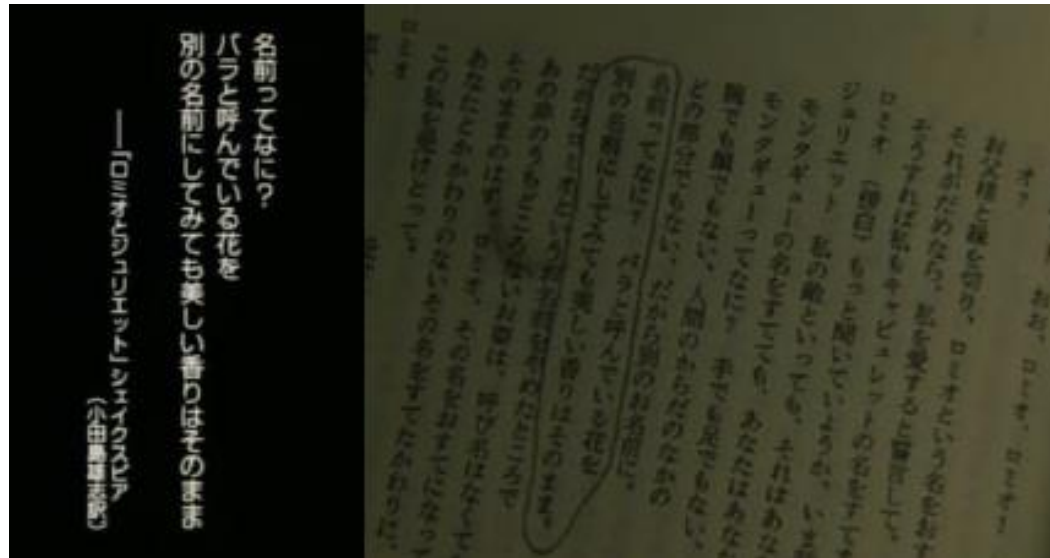 名前ってなに?
バラと呼んでいる花を
別の名前にしてみても美しい香りはそのまま
――「ロミオとジュリエット」シェイクスピア
(小田島雄志訳)
オ?
お父様と縁を切り、ロミオという名をおす
それがだめなら、私を愛すると誓言して、
そうすれば私もキャピュレットの名をすて
ロミオ (傍白)もっと聞いていようか、いま
ジュリエット 私の敵といっても、それはあな
モンタギューの名をすてても、あなたはあな
モンタギューってなに? 手でも足でもない、
腕でも顔でもない、人間のからだのなかの
どの部分でもない。だから別のお名前に。
名前ってなに? バラと呼んでいる花を
別の名前にしてみても美しい香りはそのまま。
だからロミオというお名前をやめたところで
あの非のうちどころないお姿は、呼び名はなくても
そのままのはず。ロミオ、その名をおすてになって
あなたとかかわりのないその名をすてたかわりに、
この私を受けとって。
ロミオ